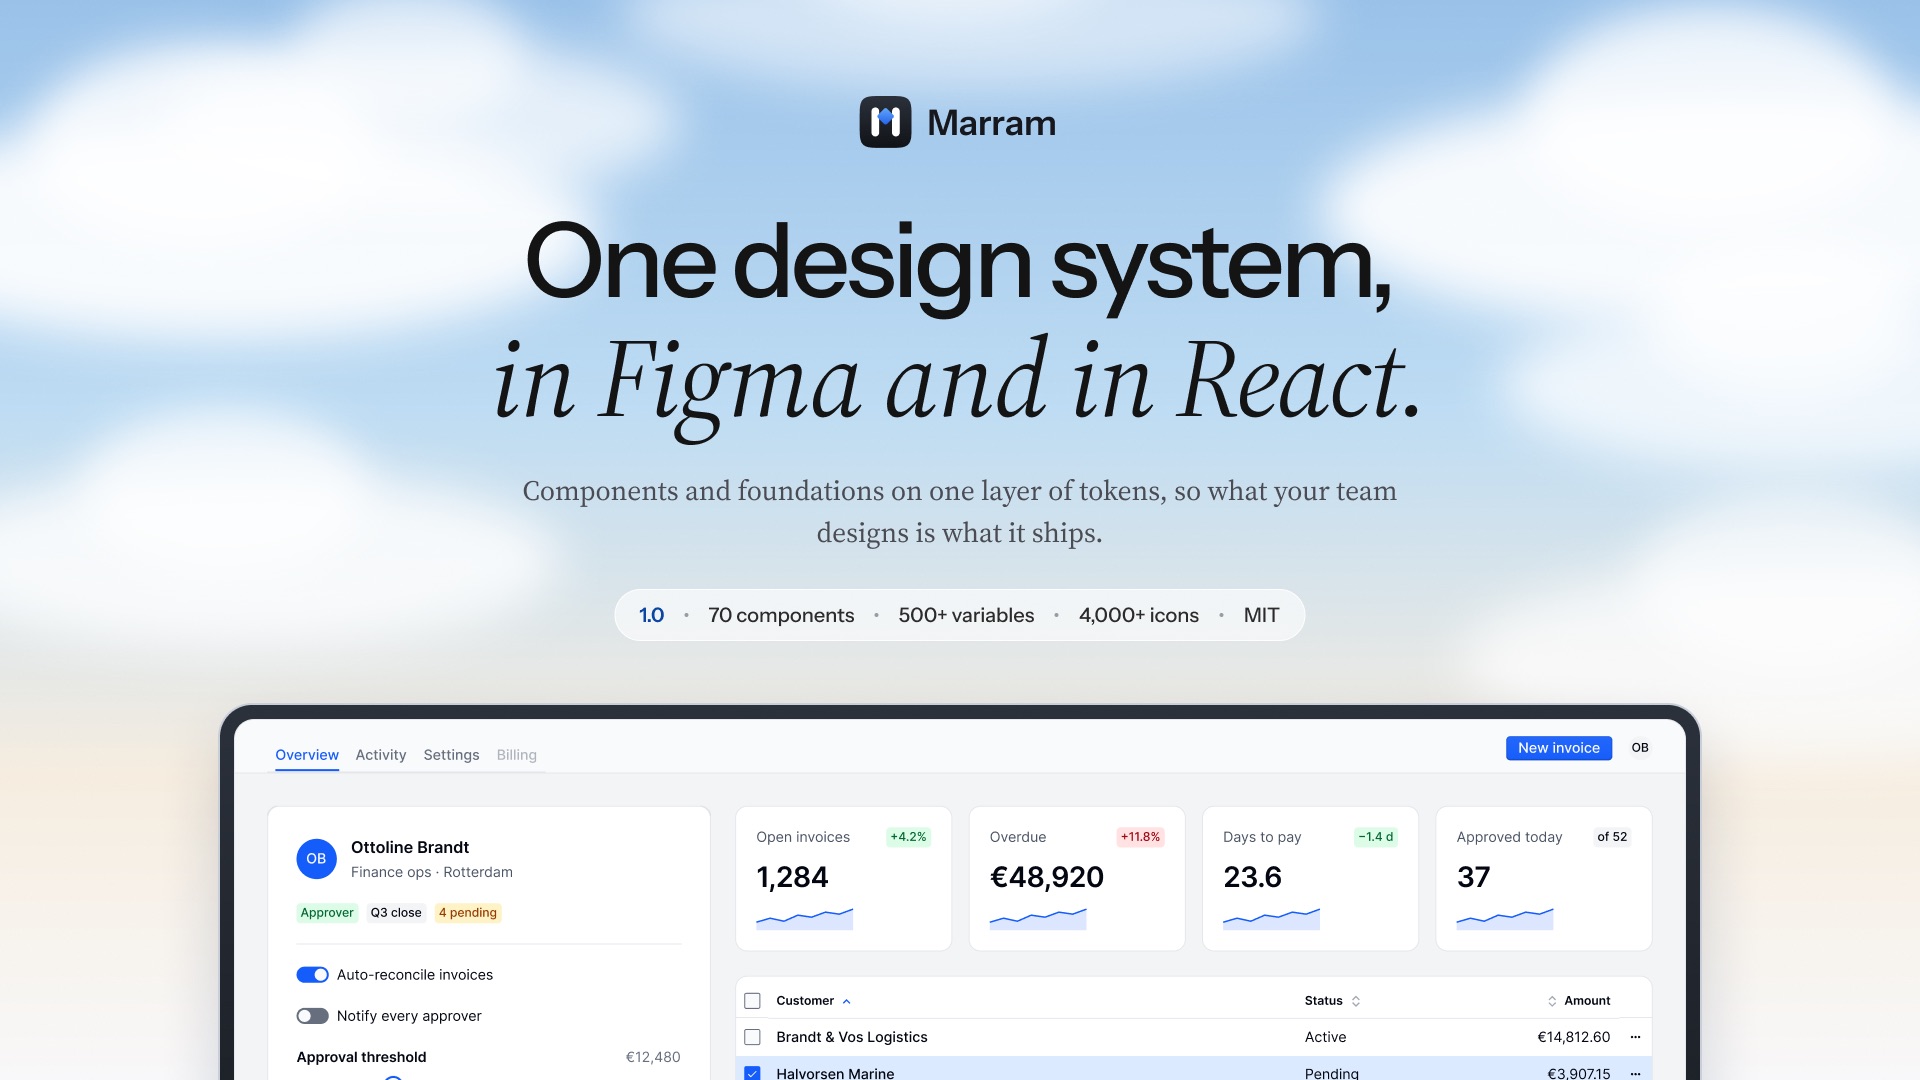 Marram
One design system,
in Figma and in React.
Components and foundations on one layer of tokens, so what your team
designs is what it ships.
1.0 • 70 components • 500+ variables • 4,000+ icons • MIT
Overview Activity Settings Billing
New invoice OB
OB
Ottoline Brandt
Finance ops · Rotterdam
Approver Q3 close 4 pending
Auto-reconcile invoices
Notify every approver
Approval threshold €12,480
Open invoices +4.2%
1,284
Overdue +11.8%
€48,920
Days to pay −1.4 d
23.6
Approved today of 52
37
Customer Status Amount
Brandt & Vos Logistics Active €14,812.60
Halvorsen Marine Pending €3,907.15